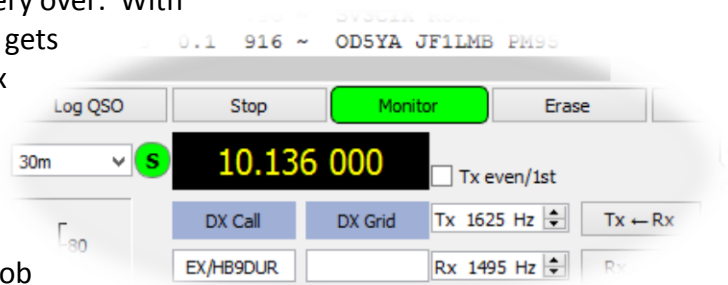 ery over. With
gets
0.1 916 ~ OD5YA JF1LMB PM95
x
Log QSO Stop Monitor Erase
30m S 10.136 000 Tx even/1st
DX Call DX Grid Tx 1625 Hz Tx ← Rx
-80
EX/HB9DUR Rx 1495 Hz Rx
ob